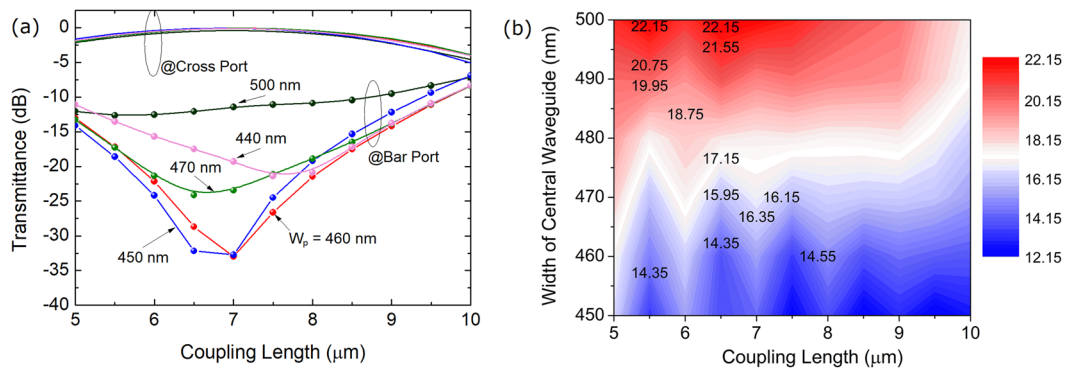 (a)
0
-5
-10
-15
-20
-25
-30
-35
-40
Transmittance (dB)
@Cross Port
500 nm
440 nm
470 nm
450 nm
Wp = 460 nm
@Bar Port
5 6 7 8 9 10
Coupling Length (μm)
(b)
500
490
480
470
460
450
Width of Central Waveguide (nm)
22.15 22.15
21.55
20.75
19.95
18.75
17.15
15.95 16.15
16.35
14.35
14.55
14.35
5 6 7 8 9 10
Coupling Length (μm)
22.15
20.15
18.15
16.15
14.15
12.15